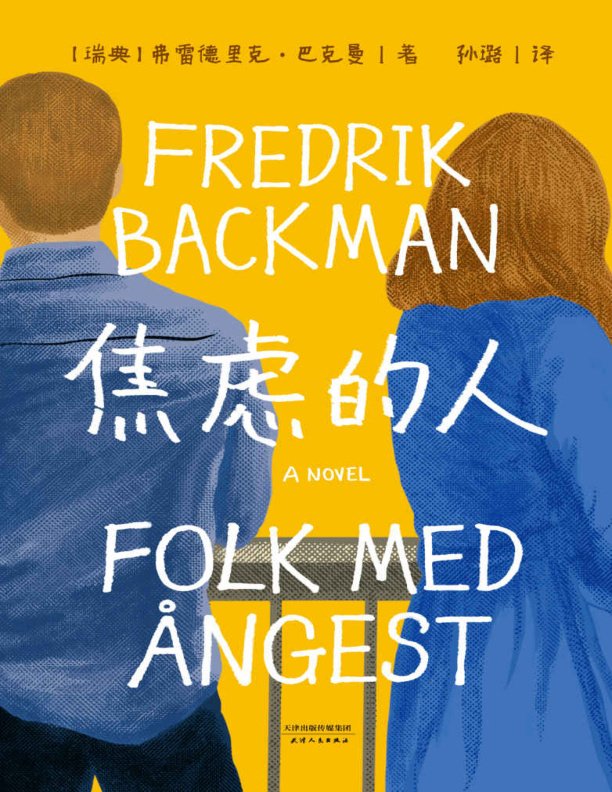 【瑞典】弗雷德里克·巴克曼|著 孙璐|译
FREDRIK
BACKMAN
焦虑的人
A NOVEL
FOLK MED
ÅNGEST
天津出版传媒集团
天津人民出版社